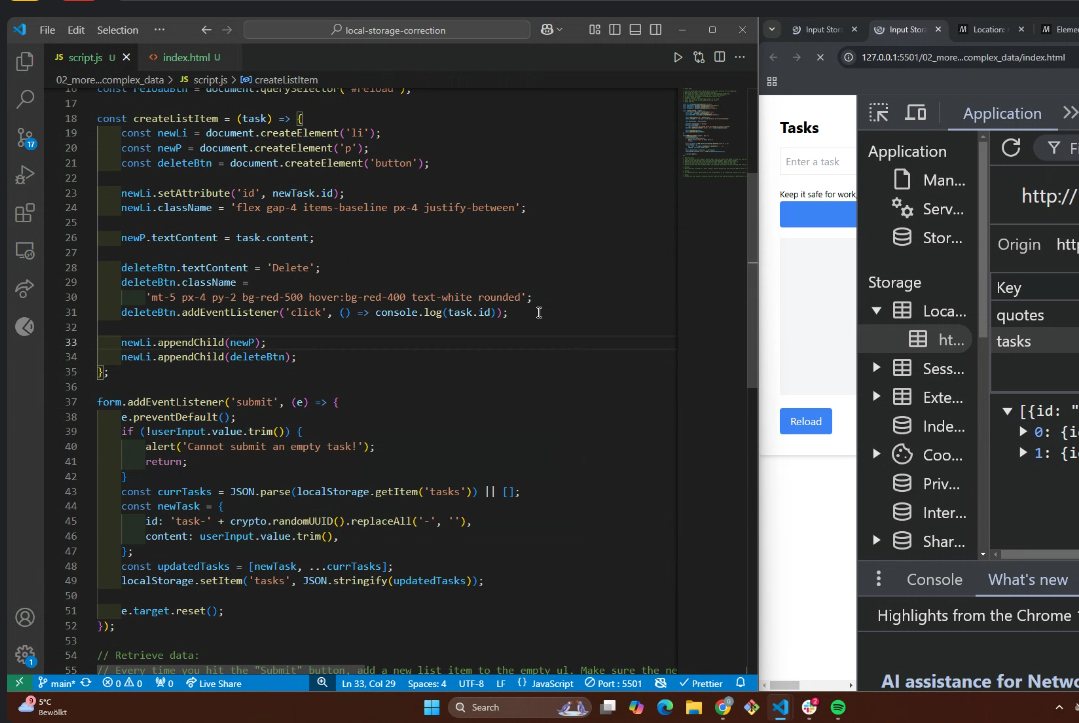 File Edit Selection ··· local-storage-correction
script.js U
index.html U
02_more...complex_data > JS script.js > createListItem
16 const reloadBtn = document.querySelector('#reload');
17
18 const createListItem = (task) => {
19 const newLi = document.createElement('li');
20 const newP = document.createElement('p');
21 const deleteBtn = document.createElement('button');
22
23 newLi.setAttribute('id', newTask.id);
24 newLi.className = 'flex gap-4 items-baseline px-4 justify-between';
25
26 newP.textContent = task.content;
27
28 deleteBtn.textContent = 'Delete';
29 deleteBtn.className =
30 'mt-5 px-4 py-2 bg-red-500 hover:bg-red-400 text-white rounded';
31 deleteBtn.addEventListener('click', () => console.log(task.id));
32
33 newLi.appendChild(newP);
34 newLi.appendChild(deleteBtn);
35 };
36
37 form.addEventListener('submit', (e) => {
38 e.preventDefault();
39 if (!userInput.value.trim()) {
40 alert('Cannot submit an empty task!');
41 return;
42 }
43 const currTasks = JSON.parse(localStorage.getItem('tasks')) || [];
44 const newTask = {
45 id: 'task-' + crypto.randomUUID().replaceAll('-', ''),
46 content: userInput.value.trim(),
47 };
48 const updatedTasks = [newTask, ...currTasks];
49 localStorage.setItem('tasks', JSON.stringify(updatedTasks));
50
51 e.target.reset();
52 });
53
54 // Retrieve data:
55 // Every time you hit the "Submit" button, add a new list item to the empty ul. Make sure the ne
17
1
main* 0 0 0 Live Share Ln 33, Col 29 Spaces: 4 UTF-8 LF {} JavaScript Port : 5501 Prettier
Input Stor Input Stor Location: Eleme
127.0.0.1:5501/02_more...complex_data/index.html
Tasks
Enter a task
Keep it safe for work
Reload
Application
Application
Man...
Serv...
Stor...
Storage
Loca...
ht...
Sess...
Exte...
Inde...
Coo...
Priv...
Inter...
Shar...
http://
Origin
Key
quotes
tasks
[{id: "
0: {i
1: {i
Console What's new
Highlights from the Chrome
AI assistance for Netwo
5°C
Bewölkt
Search
2